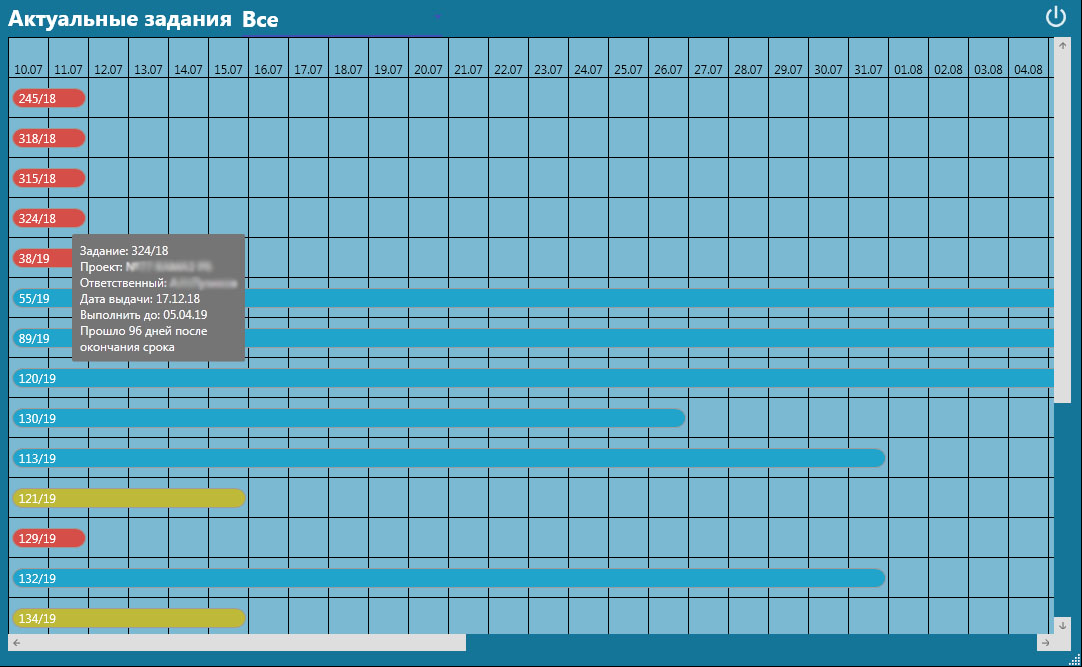 Актуальные задания Все
10.07 11.07 12.07 13.07 14.07 15.07 16.07 17.07 18.07 19.07 20.07 21.07 22.07 23.07 24.07 25.07 26.07 27.07 28.07 29.07 30.07 31.07 01.08 02.08 03.08 04.08
245/18
318/18
315/18
324/18
38/19
55/19
89/19
Задание: 324/18
Проект:
Ответственный:
Дата выдачи: 17.12.18
Выполнить до: 05.04.19
Прошло 96 дней после
окончания срока
120/19
130/19
113/19
121/19
129/19
132/19
134/19